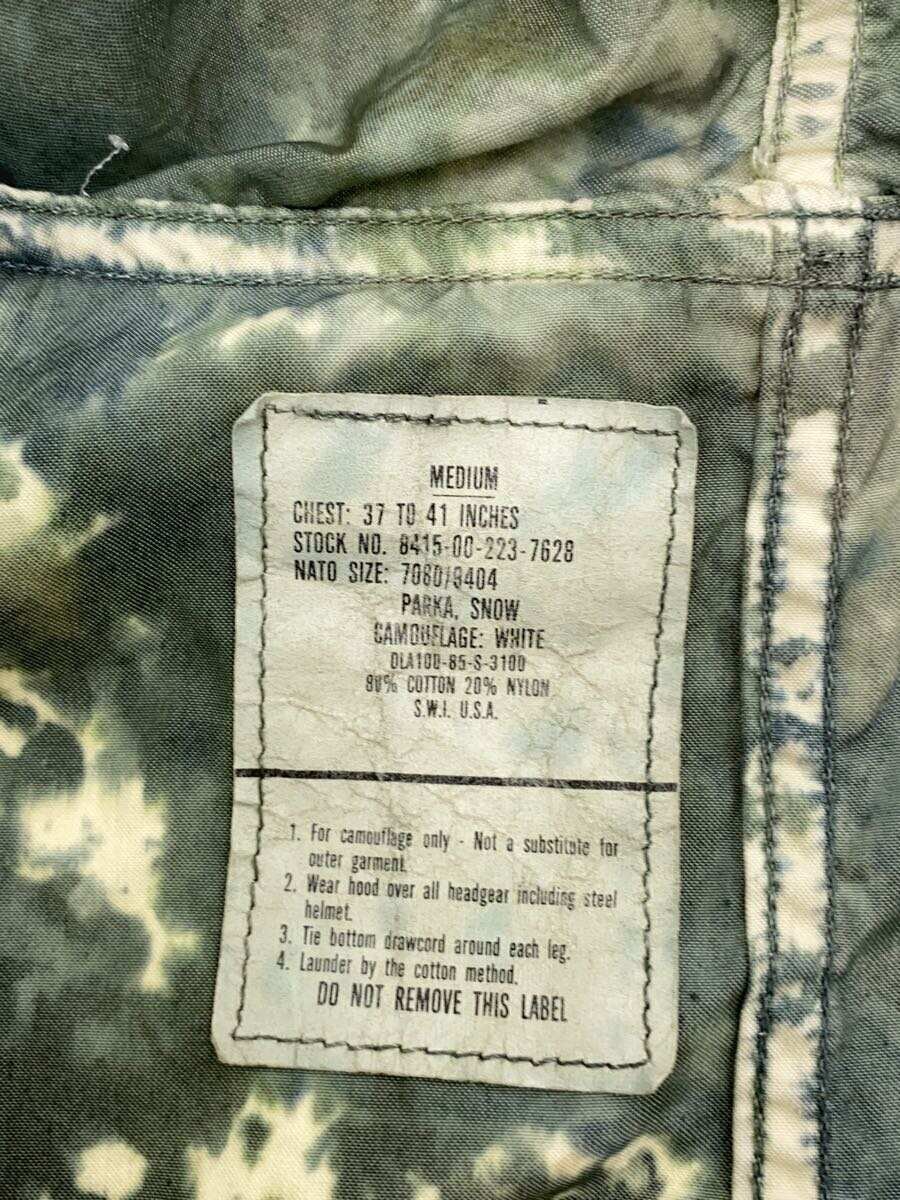 MEDIUM
CHEST: 37 TO 41 INCHES
STOCK NO. 8415-00-223-7628
NATO SIZE: 7080/9404
PARKA, SNOW
CAMOUFLAGE: WHITE
DLA100-85-S-3100
80% COTTON 20% NYLON
S.W.I. U.S.A.
1. For camouflage only - Not a substitute for
outer garment.
2. Wear hood over all headgear including steel
helmet.
3. Tie bottom drawcord around each leg.
4. Launder by the cotton method.
DO NOT REMOVE THIS LABEL